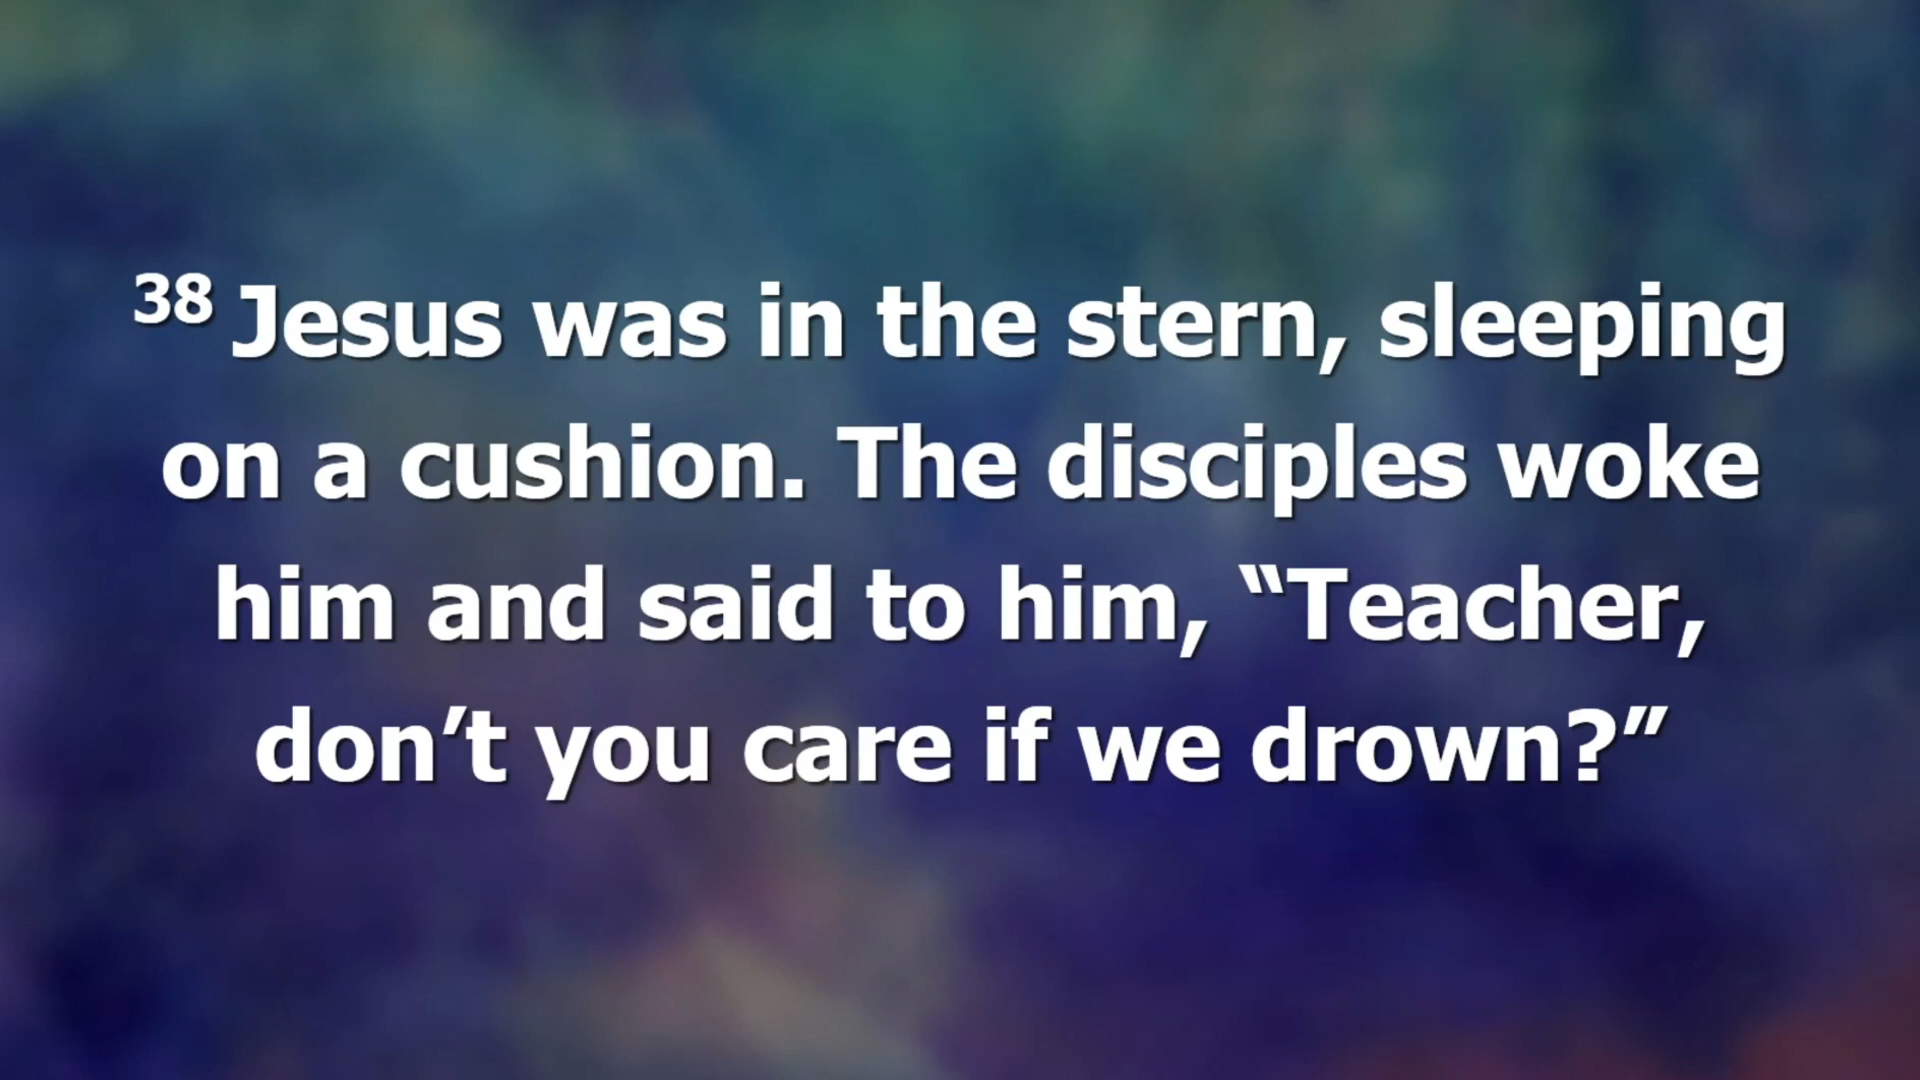 38 Jesus was in the stern, sleeping
on a cushion. The disciples woke
him and said to him, “Teacher,
don’t you care if we drown?”